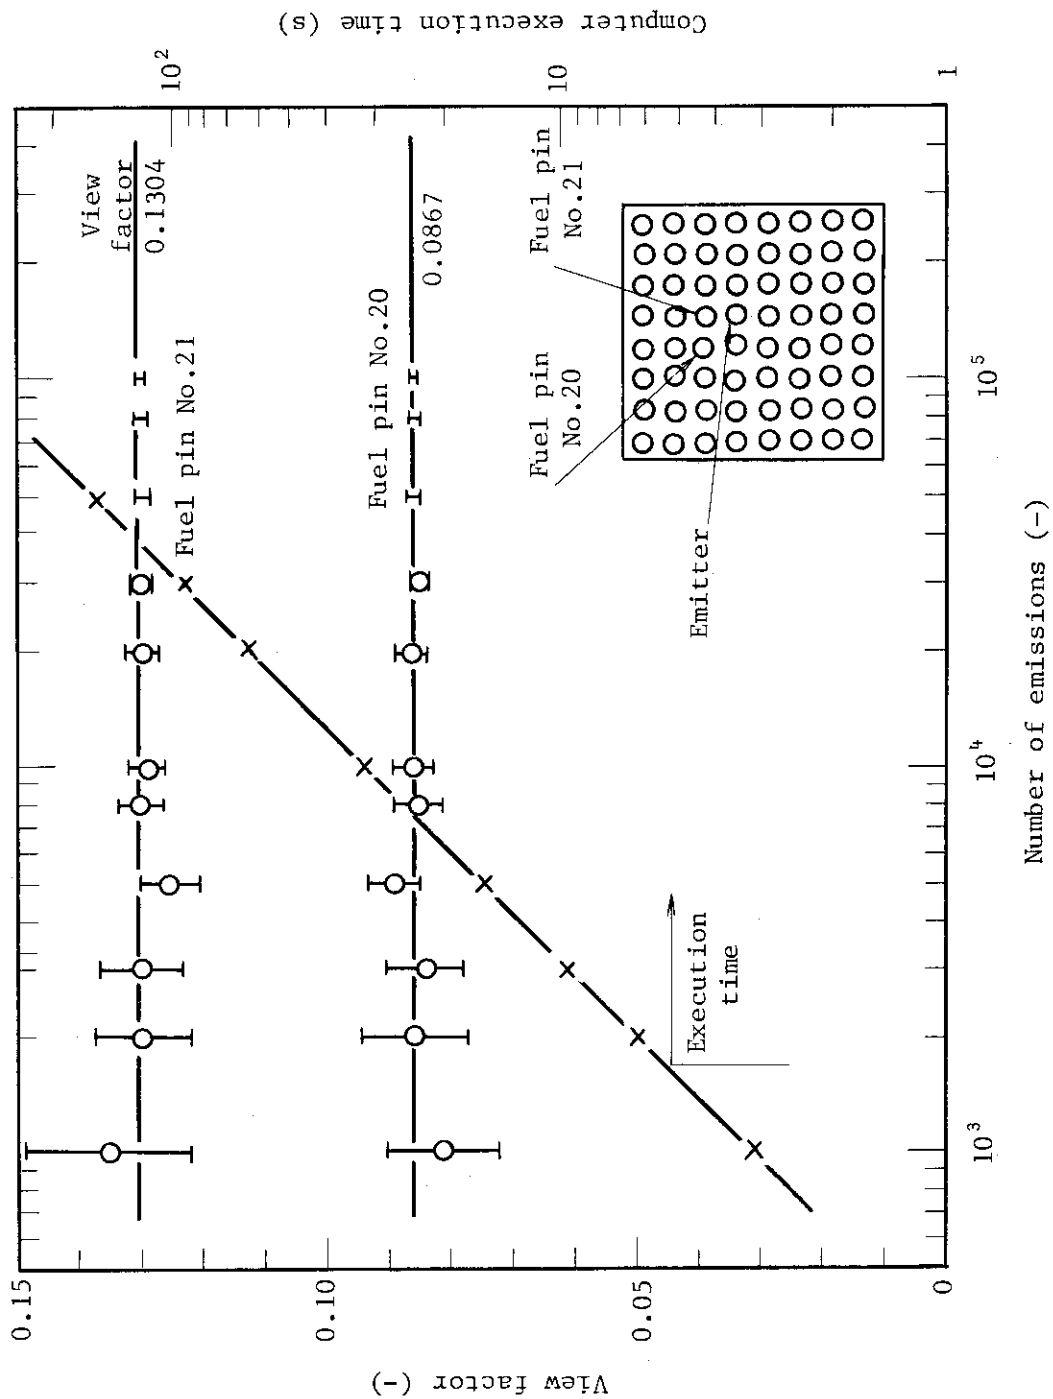 Computer execution time (s)
10²
10
1
View
factor
0.1304
Fuel pin No.21
Fuel pin No.20
0.0867
Fuel pin
No.21
Fuel pin
No.20
Emitter
Execution
time
0.15
0.10
0.05
0
View factor (-)
10³
10⁴
10⁵
Number of emissions (-)